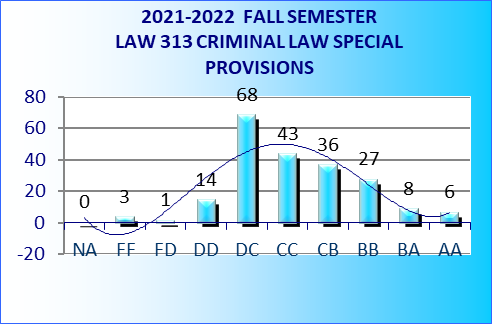 2021-2022 FALL SEMESTER
LAW 313 CRIMINAL LAW SPECIAL
PROVISIONS
80
60
40
20
0
-20
0 3 1 14 68 43 36 27 8 6
NA FF FD DD DC CC CB BB BA AA